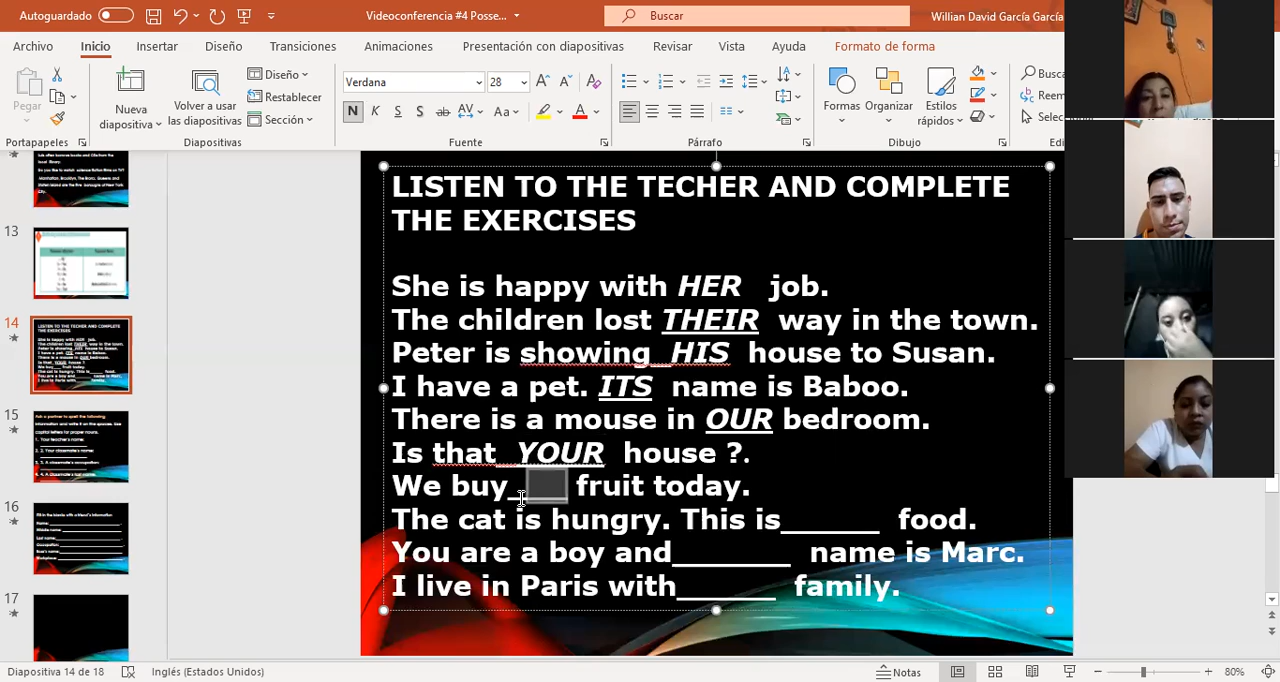 Autoguardado
Videoconferencia #4 Posse...
Buscar
Willian David García García
Archivo Inicio Insertar Diseño Transiciones Animaciones Presentación con diapositivas Revisar Vista Ayuda Formato de forma
Pegar
Nueva diapositiva
Volver a usar las diapositivas
Diseño
Restablecer
Sección
Verdana 28
N K S S ab AV Aa A
Formas Organizar Estilos rápidos
Portapapeles Diapositivas Fuente Párrafo Dibujo
13
14
15
16
17
LISTEN TO THE TECHER AND COMPLETE
THE EXERCISES
She is happy with HER job.
The children lost THEIR way in the town.
Peter is showing_HIS house to Susan.
I have a pet. ITS name is Baboo.
There is a mouse in OUR bedroom.
Is that_YOUR house ?.
We buy____ fruit today.
The cat is hungry. This is______ food.
You are a boy and_______ name is Marc.
I live in Paris with______ family.
Diapositiva 14 de 18
Inglés (Estados Unidos)
Notas
80%